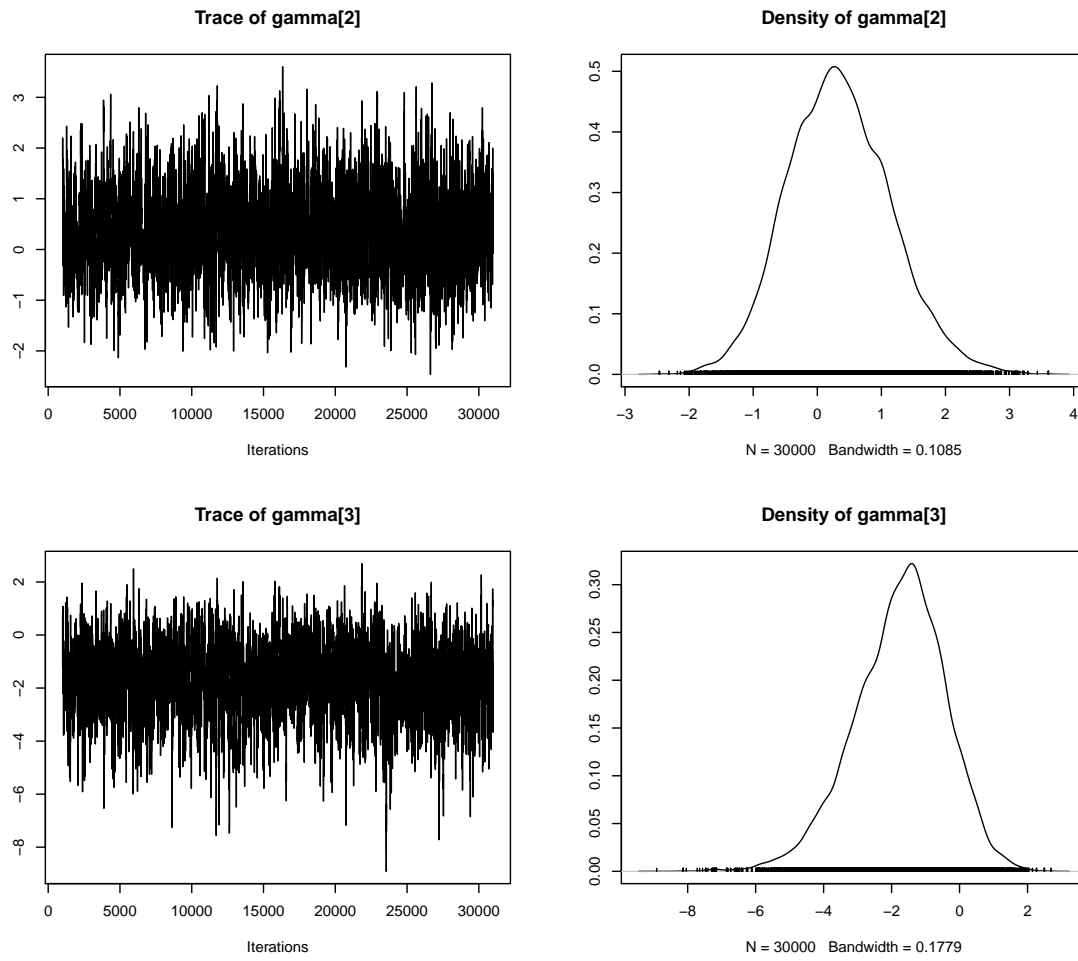 Trace of gamma[2]
3
2
1
0
−1
−2
0 5000 10000 15000 20000 25000 30000
Iterations
Density of gamma[2]
0.5
0.4
0.3
0.2
0.1
0.0
−3 −2 −1 0 1 2 3 4
N = 30000 Bandwidth = 0.1085
Trace of gamma[3]
2
0
−2
−4
−6
−8
0 5000 10000 15000 20000 25000 30000
Iterations
Density of gamma[3]
0.30
0.25
0.20
0.15
0.10
0.05
0.00
−8 −6 −4 −2 0 2
N = 30000 Bandwidth = 0.1779